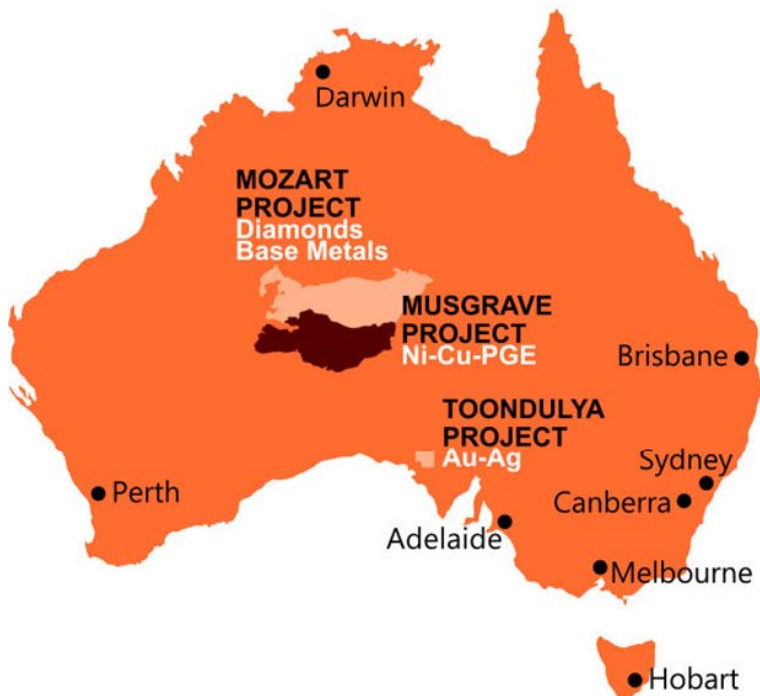 Darwin
MOZART
PROJECT
Diamonds
Base Metals
MUSGRAVE
PROJECT
Ni-Cu-PGE
Brisbane
TOONDULYA
PROJECT
Au-Ag
Sydney
Perth
Canberra
Adelaide
Melbourne
Hobart